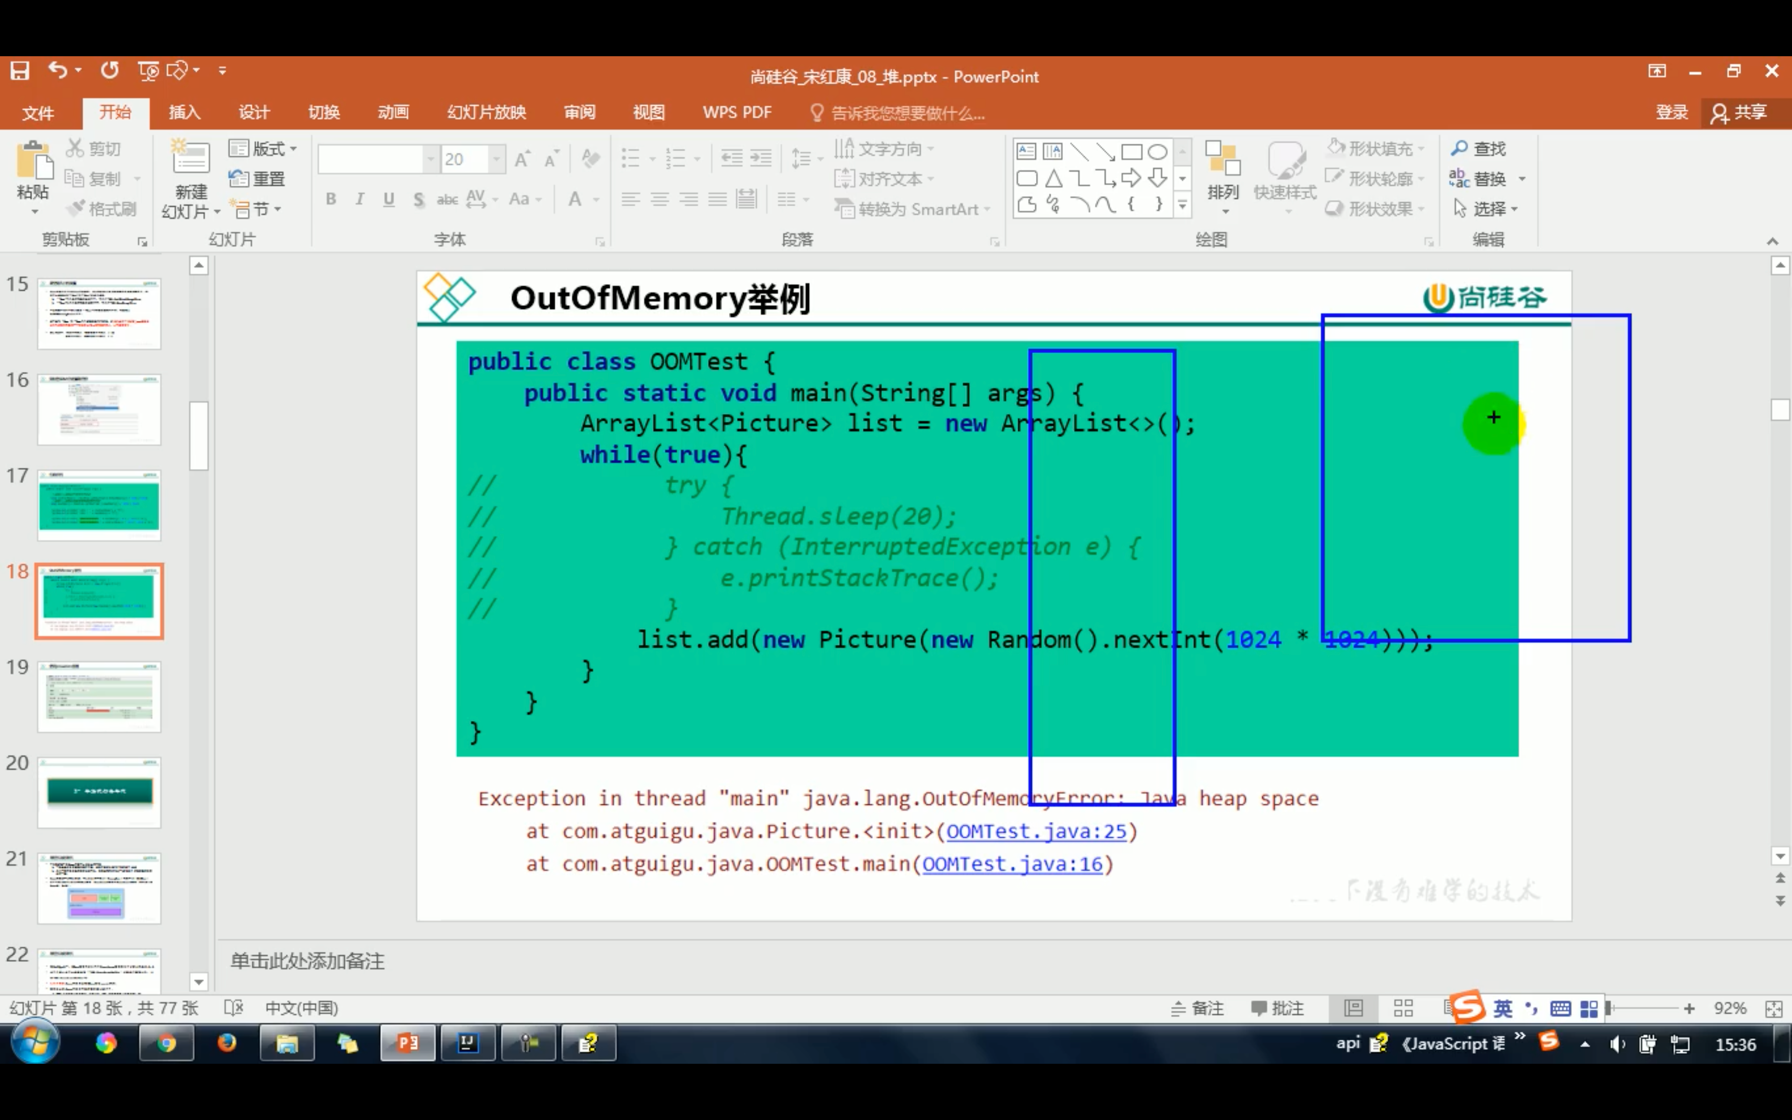 尚硅谷_宋红康_08_堆.pptx - PowerPoint
文件 开始 插入 设计 切换 动画 幻灯片放映 审阅 视图 WPS PDF 告诉我您想要做什么... 登录 共享
粘贴 剪切 复制 格式刷 剪贴板
新建 幻灯片 版式 重置 节 幻灯片
20 B I U S abc AV Aa A 字体
文字方向 对齐文本 转换为 SmartArt 段落
排列 快速样式 形状填充 形状轮廓 形状效果 绘图
查找 替换 选择 编辑
15
16
17
18
19
20
21
22
OutOfMemory举例
尚硅谷
public class OOMTest {
public static void main(String[] args) {
ArrayList<Picture> list = new ArrayList<>();
while(true){
// try {
// Thread.sleep(20);
// } catch (InterruptedException e) {
// e.printStackTrace();
// }
list.add(new Picture(new Random().nextInt(1024 * 1024)));
}
}
}
Exception in thread "main" java.lang.OutOfMemoryError: Java heap space
at com.atguigu.java.Picture.<init>(OOMTest.java:25)
at com.atguigu.java.OOMTest.main(OOMTest.java:16)
下没有难学的技术
单击此处添加备注
幻灯片 第 18 张，共 77 张 中文(中国) 备注 批注 英 92%
api 《JavaScript 语 » 15:36